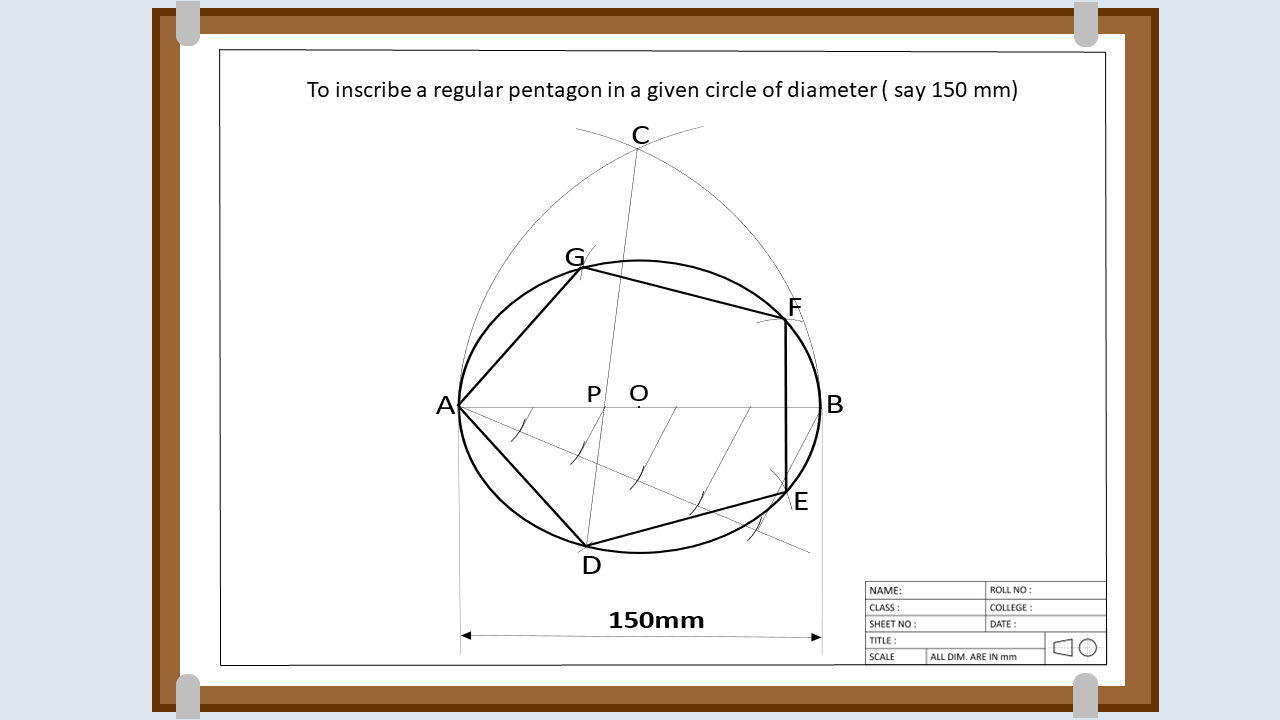 To inscribe a regular pentagon in a given circle of diameter ( say 150 mm)
C
G
F
P O
A B
E
D
150mm
NAME: ROLL NO :
CLASS : COLLEGE :
SHEET NO : DATE :
TITLE :
SCALE ALL DIM. ARE IN mm